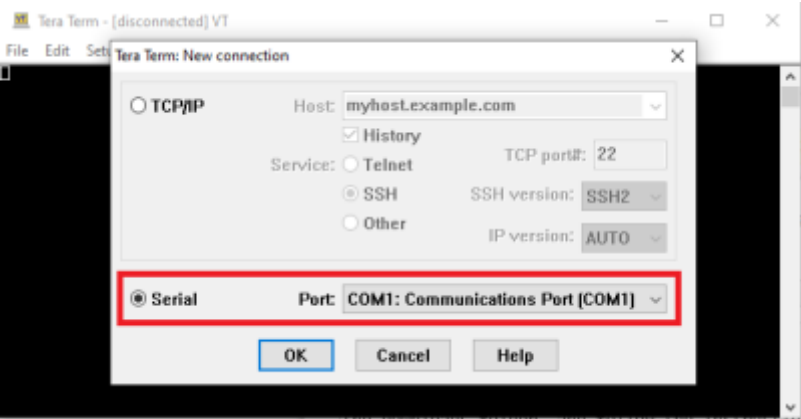 VT Tera Term - [disconnected] VT
File Edit Setu
Tera Term: New connection
TCP/IP Host: myhost.example.com
History
Service: Telnet TCP port#: 22
SSH SSH version: SSH2
Other IP version: AUTO
Serial Port: COM1: Communications Port (COM1)
OK Cancel Help